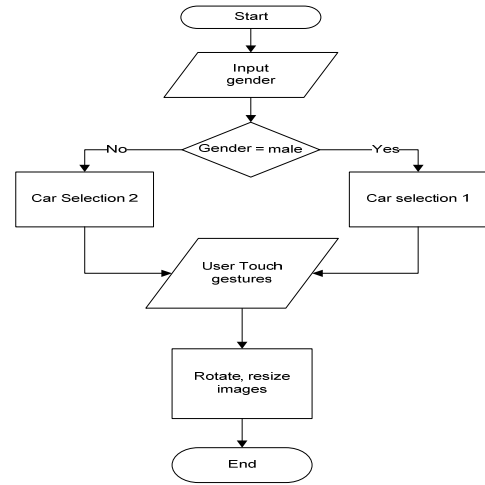 Start
Input
gender
Gender = male
No
Yes
Car Selection 2
Car selection 1
User Touch
gestures
Rotate, resize
images
End